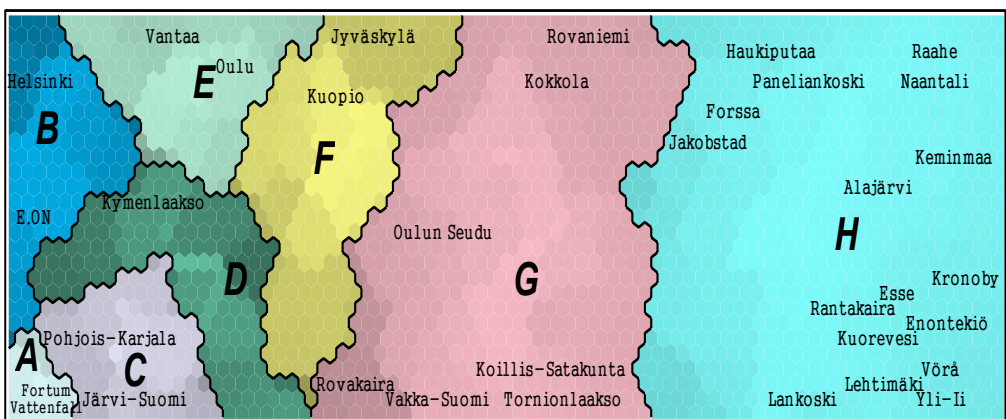 Vantaa Jyväskylä Rovaniemi
Haukiputaa Raahe
Helsinki E Oulu Kokkola Paneliankoski Naantali
Kuopio
Forssa
B F Jakobstad
Keminmaa
Alajärvi
Kymenlaakso
E.ON
Oulun Seudu H
D G Kronoby
Esse
Rantakaira
Enontekiö
Pohjois-Karjala Kuorevesi
A C
Koillis-Satakunta Vörå
Fortum Rovakaira Lehtimäki
Vattenfall Järvi-Suomi Vakka-Suomi Tornionlaakso Lankoski Yli-Ii